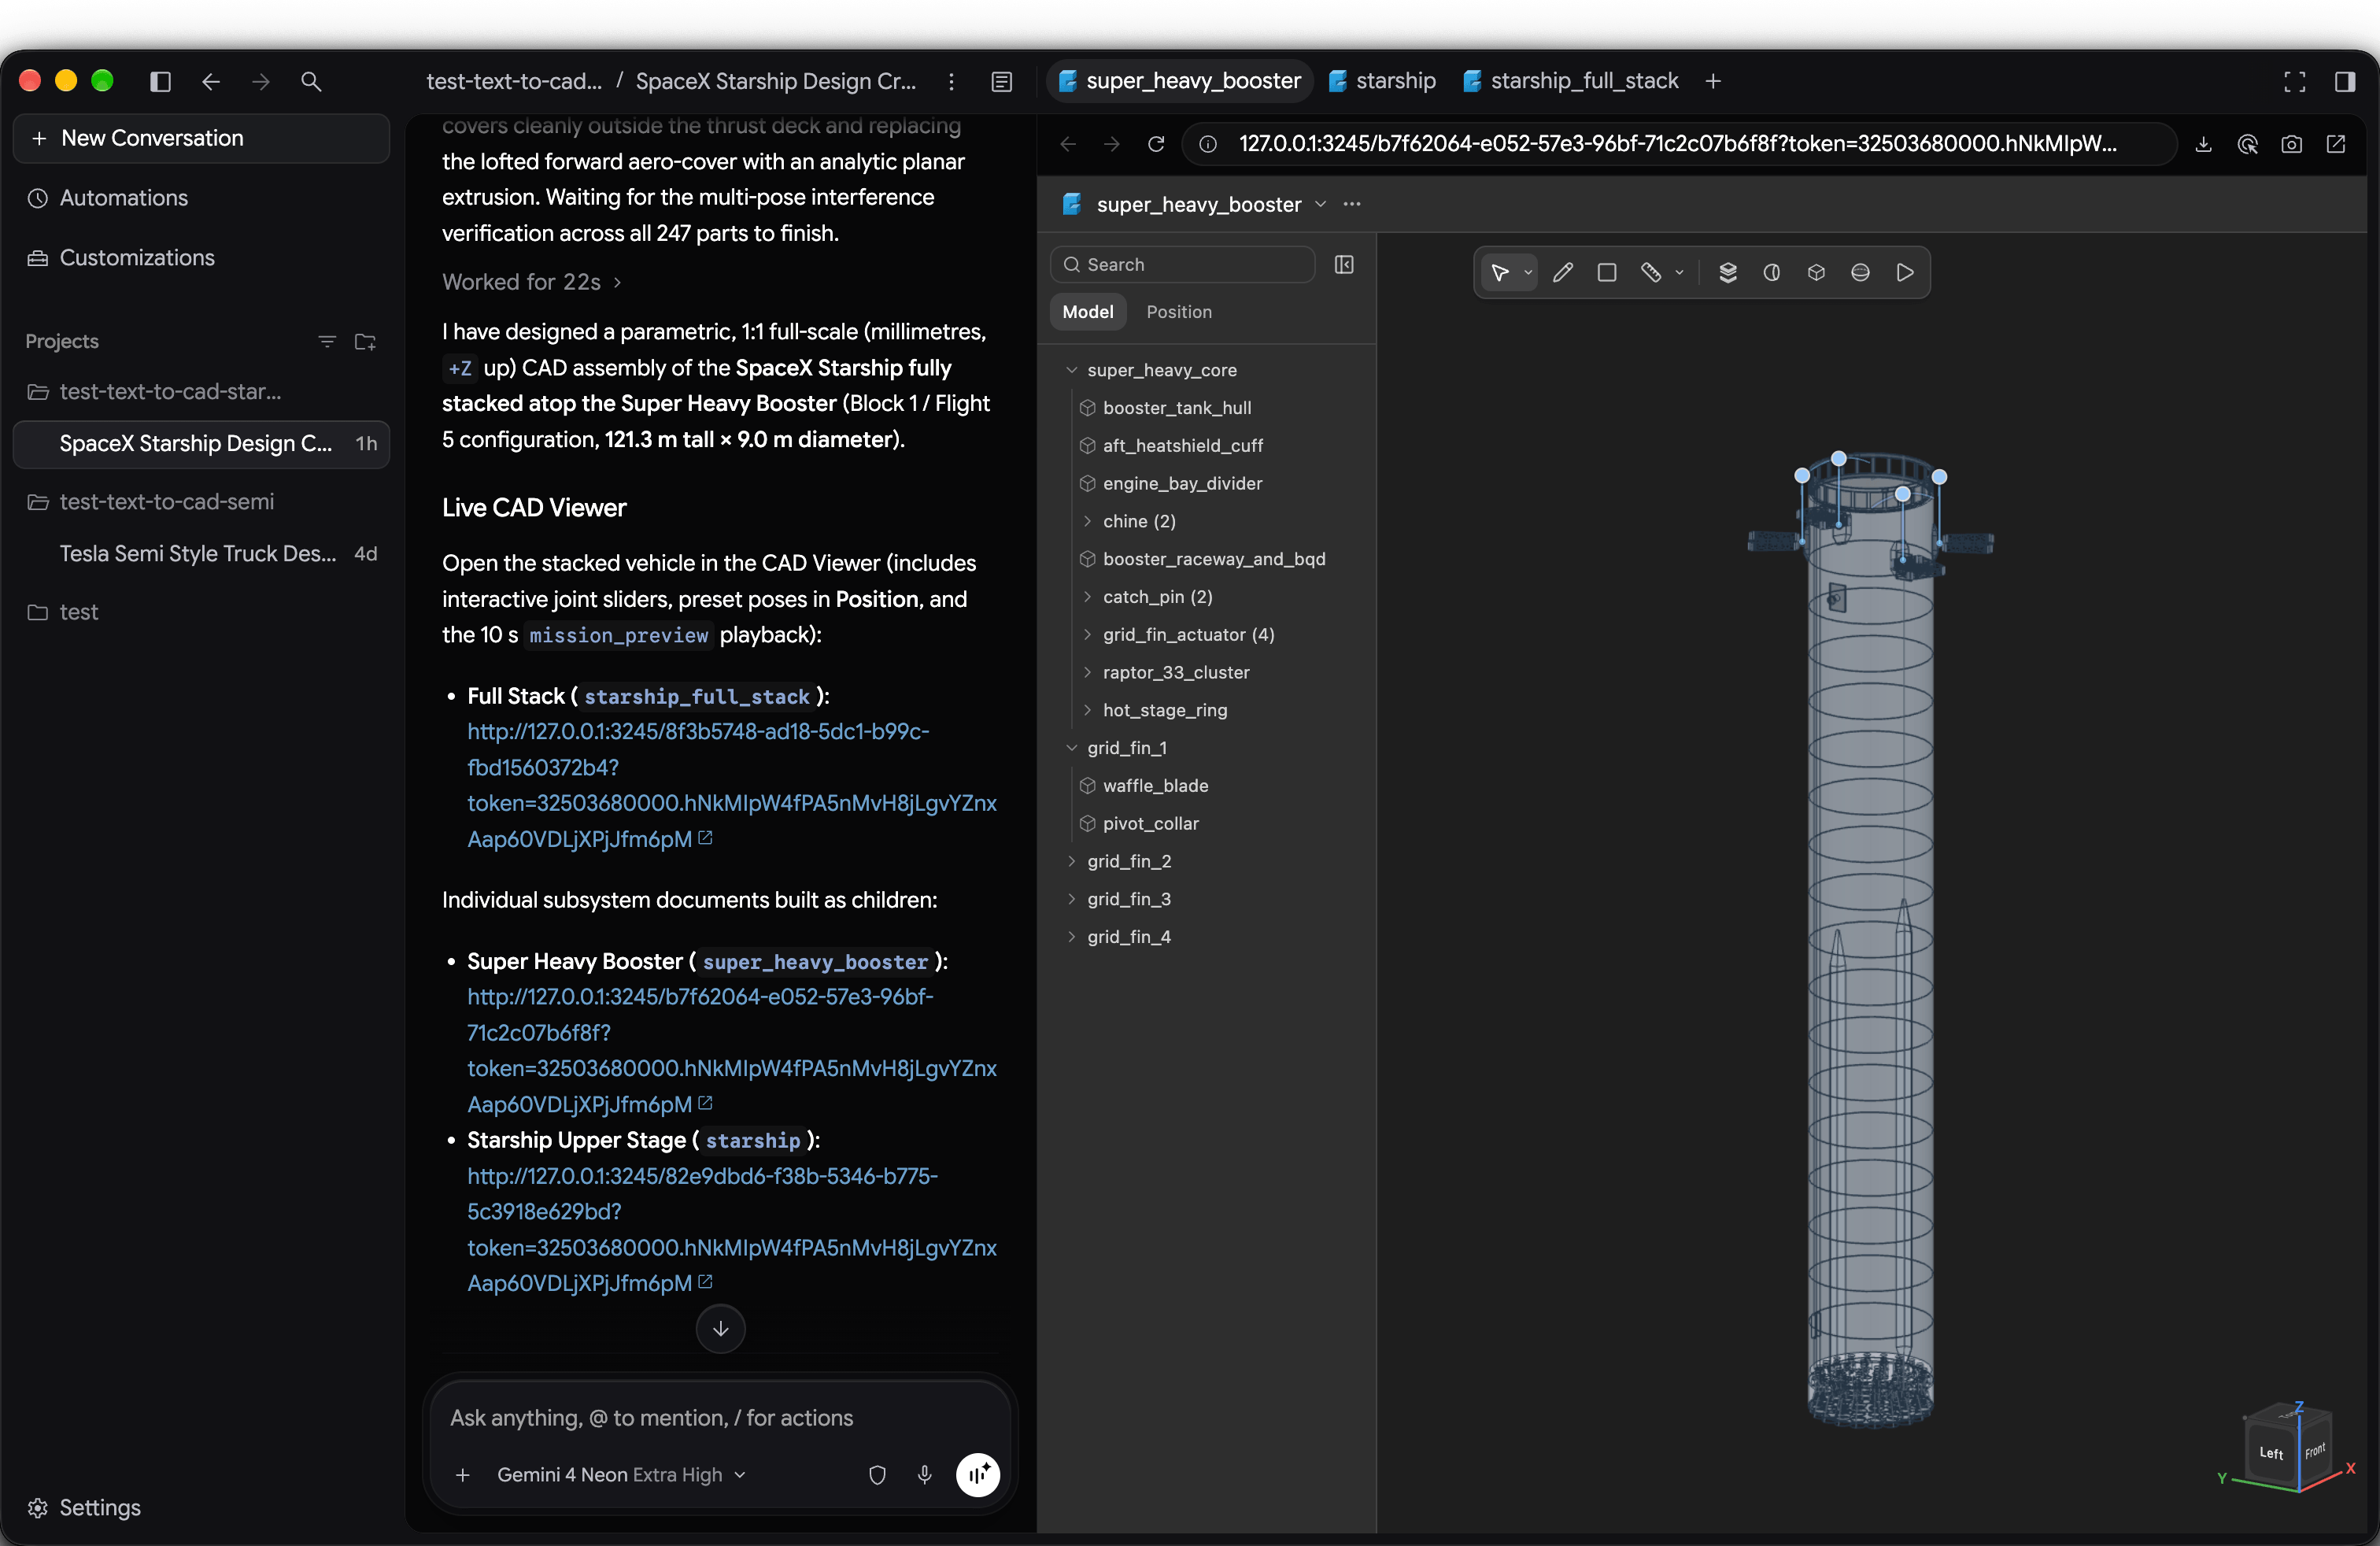 test-text-to-cad... / SpaceX Starship Design Cr...
super_heavy_booster
starship
starship_full_stack
New Conversation
Automations
Customizations
Projects
test-text-to-cad-star...
SpaceX Starship Design C... 1h
test-text-to-cad-semi
Tesla Semi Style Truck Des... 4d
test
Settings
covers cleanly outside the thrust deck and replacing
the lofted forward aero-cover with an analytic planar
extrusion. Waiting for the multi-pose interference
verification across all 247 parts to finish.
Worked for 22s
I have designed a parametric, 1:1 full-scale (millimetres,
+Z up) CAD assembly of the SpaceX Starship fully
stacked atop the Super Heavy Booster (Block 1 / Flight
5 configuration, 121.3 m tall × 9.0 m diameter).
Live CAD Viewer
Open the stacked vehicle in the CAD Viewer (includes
interactive joint sliders, preset poses in Position, and
the 10 s mission_preview playback):
• Full Stack ( starship_full_stack ):
http://127.0.0.1:3245/8f3b5748-ad18-5dc1-b99c-
fbd1560372b4?
token=32503680000.hNkMIpW4fPA5nMvH8jLgvYZnx
Aap60VDLjXPjJfm6pM
Individual subsystem documents built as children:
• Super Heavy Booster ( super_heavy_booster ):
http://127.0.0.1:3245/b7f62064-e052-57e3-96bf-
71c2c07b6f8f?
token=32503680000.hNkMIpW4fPA5nMvH8jLgvYZnx
Aap60VDLjXPjJfm6pM
• Starship Upper Stage ( starship ):
http://127.0.0.1:3245/82e9dbd6-f38b-5346-b775-
5c3918e629bd?
token=32503680000.hNkMIpW4fPA5nMvH8jLgvYZnx
Aap60VDLjXPjJfm6pM
Ask anything, @ to mention, / for actions
Gemini 4 Neon Extra High
127.0.0.1:3245/b7f62064-e052-57e3-96bf-71c2c07b6f8f?token=32503680000.hNkMIpW...
super_heavy_booster
Search
Model Position
super_heavy_core
booster_tank_hull
aft_heatshield_cuff
engine_bay_divider
chine (2)
booster_raceway_and_bqd
catch_pin (2)
grid_fin_actuator (4)
raptor_33_cluster
hot_stage_ring
grid_fin_1
waffle_blade
pivot_collar
grid_fin_2
grid_fin_3
grid_fin_4
Z
Left
Front
Y
X